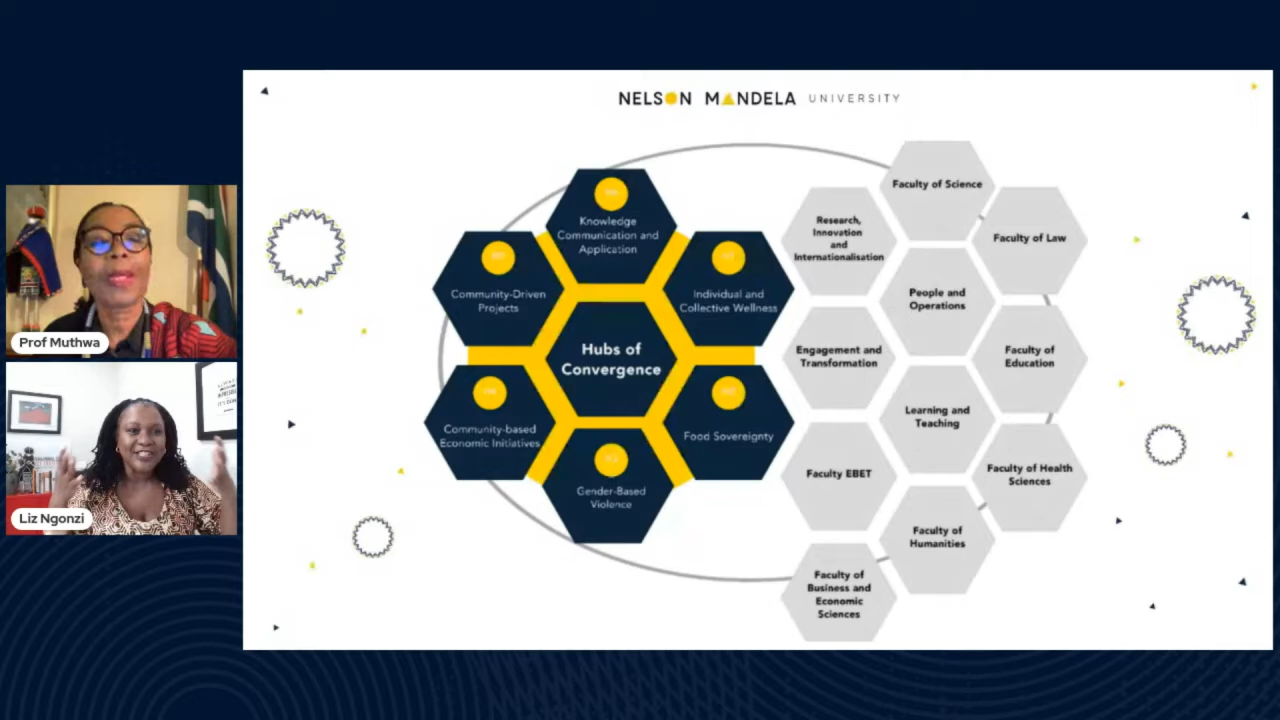 NELSON MANDELA UNIVERSITY
Prof Muthwa
Liz Ngonzi
Knowledge
Communication and
Application
Community-Driven
Projects
Individual and
Collective Wellness
Hubs of
Convergence
Community-based
Economic Initiatives
Food Sovereignty
Gender-Based
Violence
Faculty of Science
Research,
Innovation
and
Internationalisation
Faculty of Law
People and
Operations
Engagement and
Transformation
Faculty of
Education
Learning and
Teaching
Faculty EBET
Faculty of Health
Sciences
Faculty of
Humanities
Faculty of
Business and
Economic
Sciences